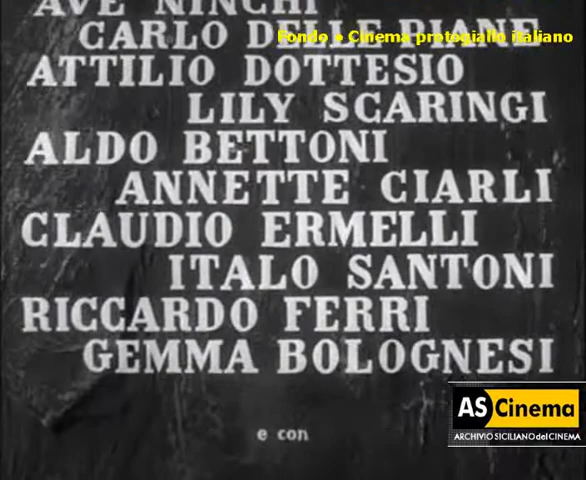 AVE NINCHI
CARLO DELLE PIANE
Fondo • Cinema protogiallo italiano
ATTILIO DOTTESIO
LILY SCARINGI
ALDO BETTONI
ANNETTE CIARLI
CLAUDIO ERMELLI
ITALO SANTONI
RICCARDO FERRI
GEMMA BOLOGNESI
e con
AS Cinema
ARCHIVIO SICILIANO del CINEMA